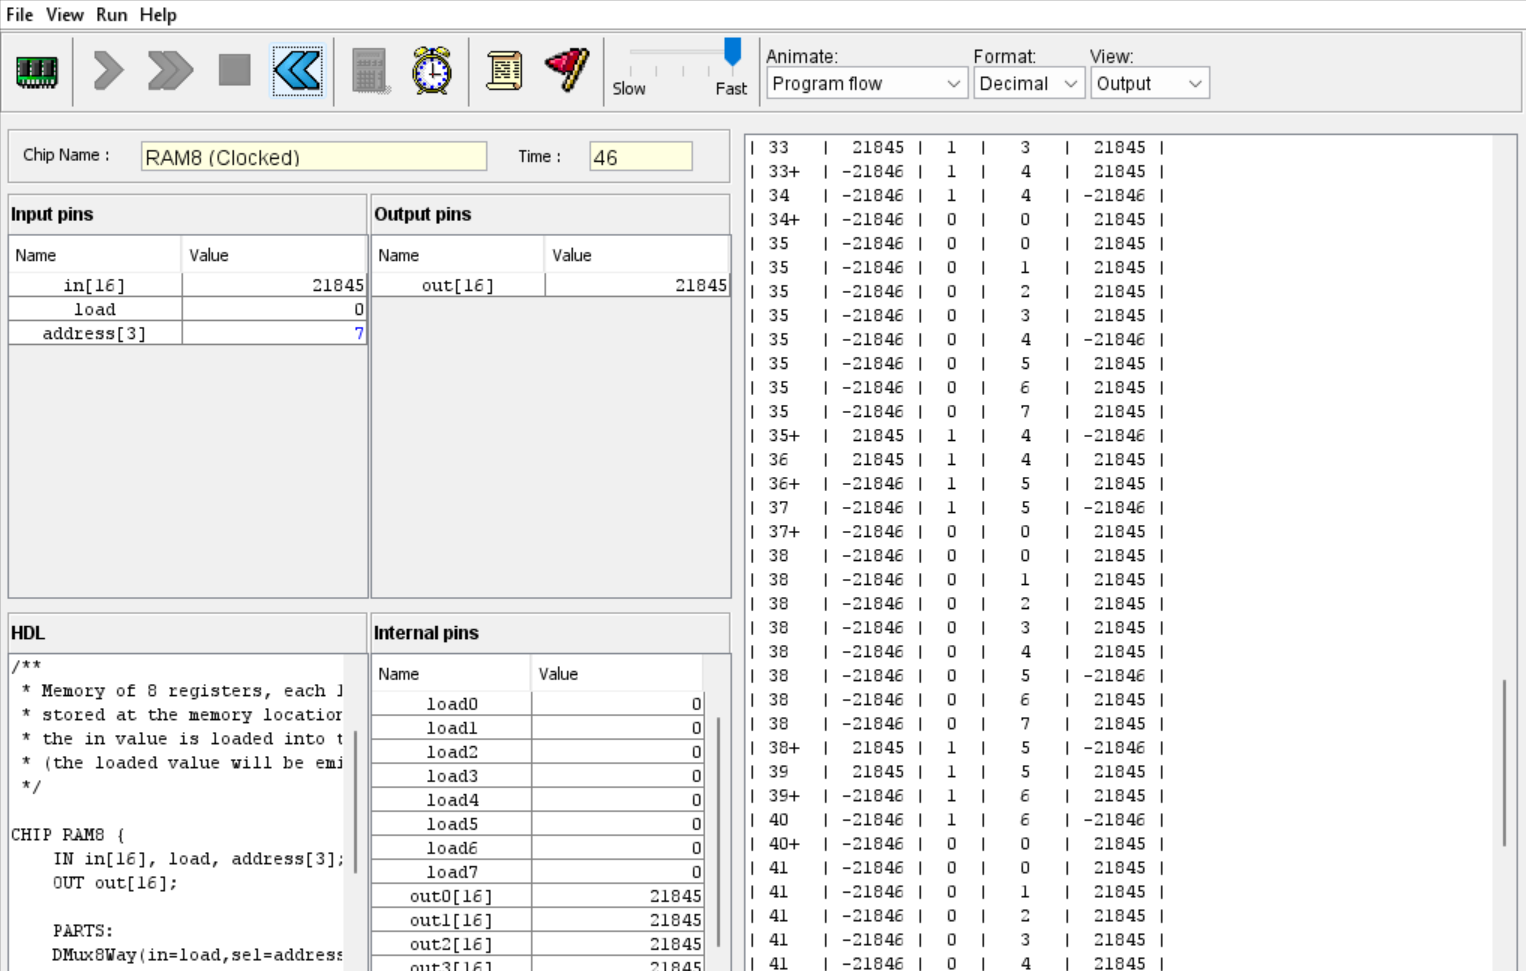 File View Run Help
Animate: Format: View:
Slow Fast Program flow Decimal Output
Chip Name : RAM8 (Clocked) Time : 46
Input pins
Name Value
in[16] 21845
load 0
address[3] 7
Output pins
Name Value
out[16] 21845
HDL
/**
* Memory of 8 registers, each l
* stored at the memory location
* the in value is loaded into t
* (the loaded value will be emi
*/
CHIP RAM8 {
IN in[16], load, address[3];
OUT out[16];
PARTS:
DMux8Way(in=load,sel=address
Internal pins
Name Value
load0 0
load1 0
load2 0
load3 0
load4 0
load5 0
load6 0
load7 0
out0[16] 21845
out1[16] 21845
out2[16] 21845
out3[16] 21845
| 33 | 21845 | 1 | 3 | 21845 |
| 33+ | -21846 | 1 | 4 | 21845 |
| 34 | -21846 | 1 | 4 | -21846 |
| 34+ | -21846 | 0 | 0 | 21845 |
| 35 | -21846 | 0 | 0 | 21845 |
| 35 | -21846 | 0 | 1 | 21845 |
| 35 | -21846 | 0 | 2 | 21845 |
| 35 | -21846 | 0 | 3 | 21845 |
| 35 | -21846 | 0 | 4 | -21846 |
| 35 | -21846 | 0 | 5 | 21845 |
| 35 | -21846 | 0 | 6 | 21845 |
| 35 | -21846 | 0 | 7 | 21845 |
| 35+ | 21845 | 1 | 4 | -21846 |
| 36 | 21845 | 1 | 4 | 21845 |
| 36+ | -21846 | 1 | 5 | 21845 |
| 37 | -21846 | 1 | 5 | -21846 |
| 37+ | -21846 | 0 | 0 | 21845 |
| 38 | -21846 | 0 | 0 | 21845 |
| 38 | -21846 | 0 | 1 | 21845 |
| 38 | -21846 | 0 | 2 | 21845 |
| 38 | -21846 | 0 | 3 | 21845 |
| 38 | -21846 | 0 | 4 | 21845 |
| 38 | -21846 | 0 | 5 | -21846 |
| 38 | -21846 | 0 | 6 | 21845 |
| 38 | -21846 | 0 | 7 | 21845 |
| 38+ | 21845 | 1 | 5 | -21846 |
| 39 | 21845 | 1 | 5 | 21845 |
| 39+ | -21846 | 1 | 6 | 21845 |
| 40 | -21846 | 1 | 6 | -21846 |
| 40+ | -21846 | 0 | 0 | 21845 |
| 41 | -21846 | 0 | 0 | 21845 |
| 41 | -21846 | 0 | 1 | 21845 |
| 41 | -21846 | 0 | 2 | 21845 |
| 41 | -21846 | 0 | 3 | 21845 |
| 41 | -21846 | 0 | 4 | 21845 |